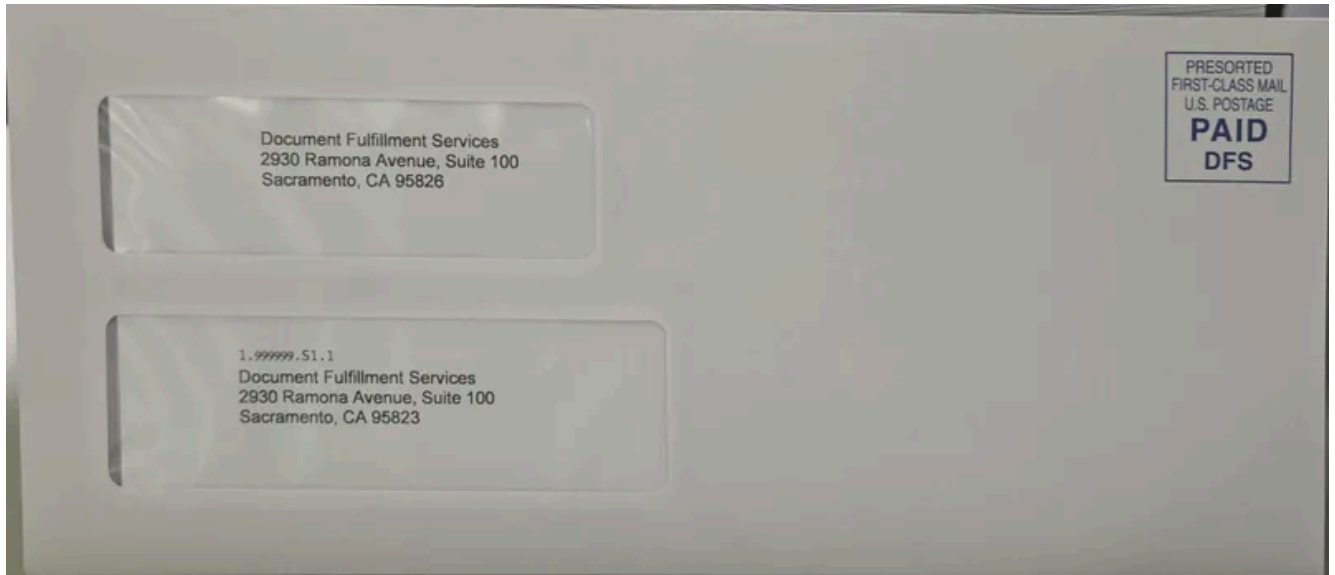 PRESORTED
FIRST-CLASS MAIL
U.S. POSTAGE
PAID
DFS
Document Fulfillment Services
2930 Ramona Avenue, Suite 100
Sacramento, CA 95826
1.999999.S1.1
Document Fulfillment Services
2930 Ramona Avenue, Suite 100
Sacramento, CA 95823